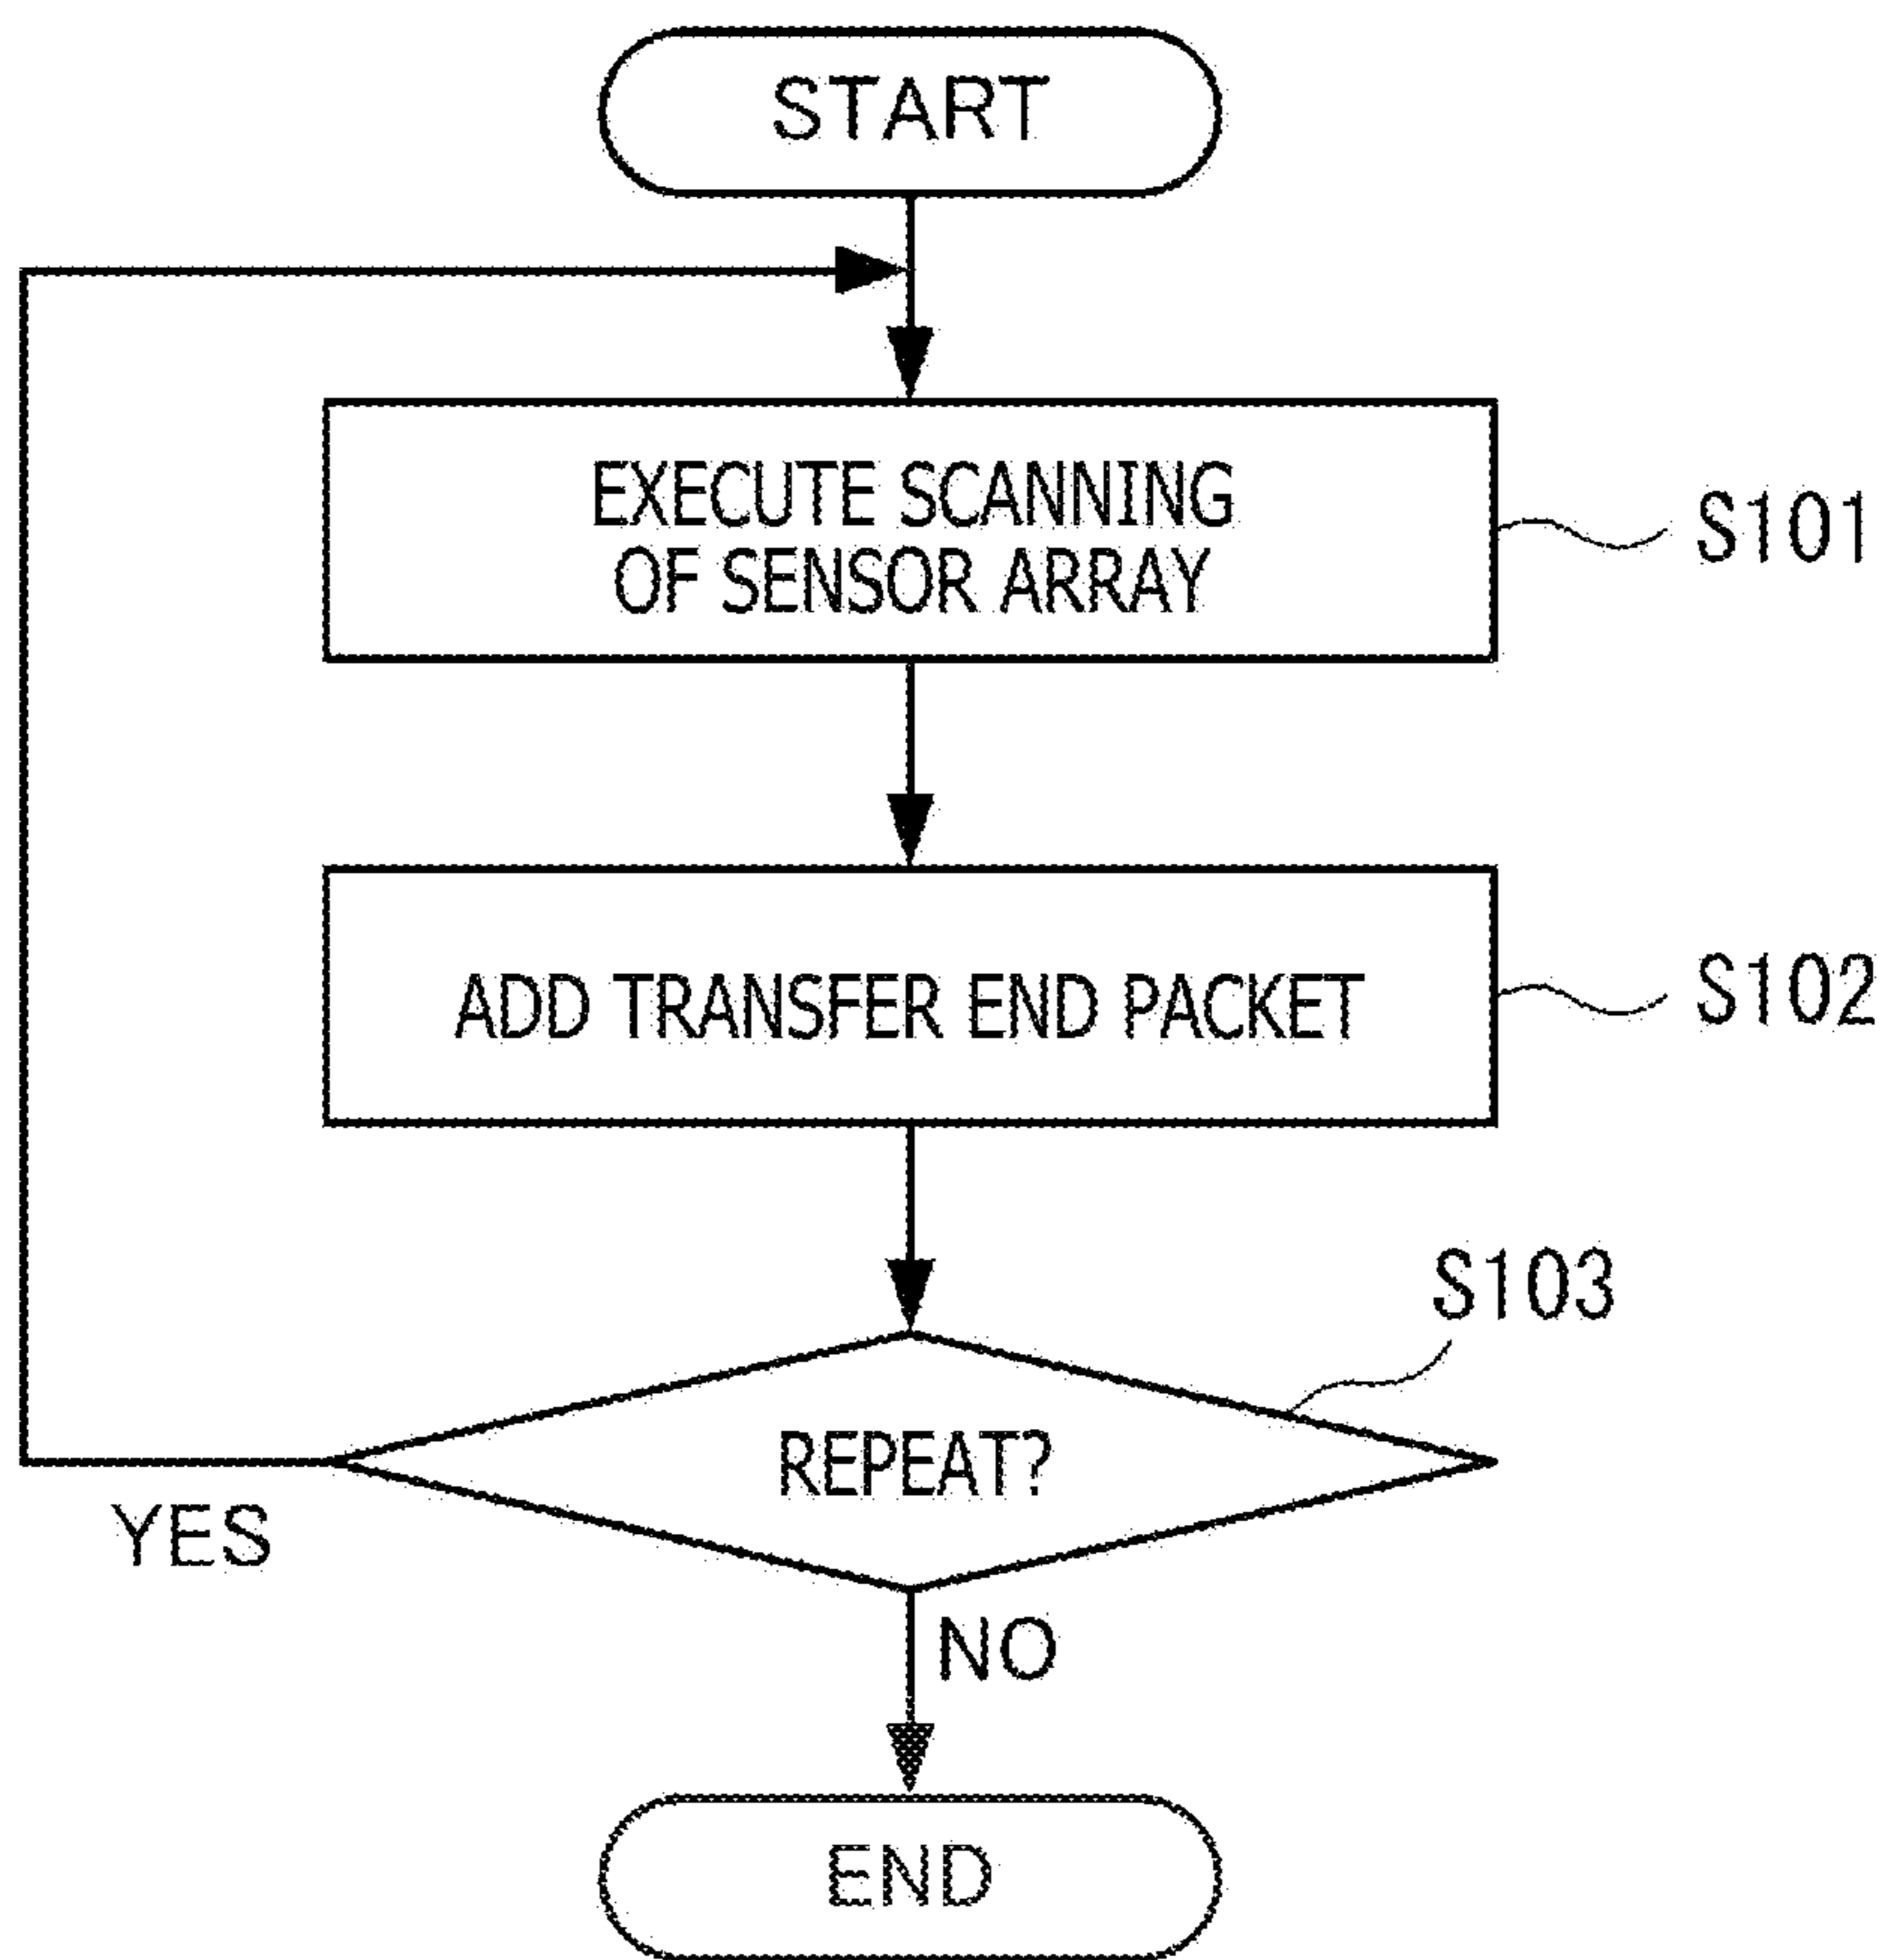 START
EXECUTE SCANNING
OF SENSOR ARRAY
S101
ADD TRANSFER END PACKET
S102
S103
REPEAT?
YES
NO
END